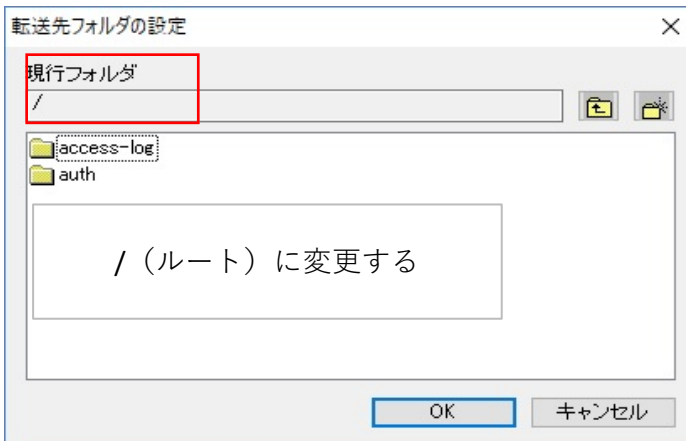 転送先フォルダの設定
現行フォルダ
/
access-log
auth
/（ルート）に変更する
OK
キャンセル